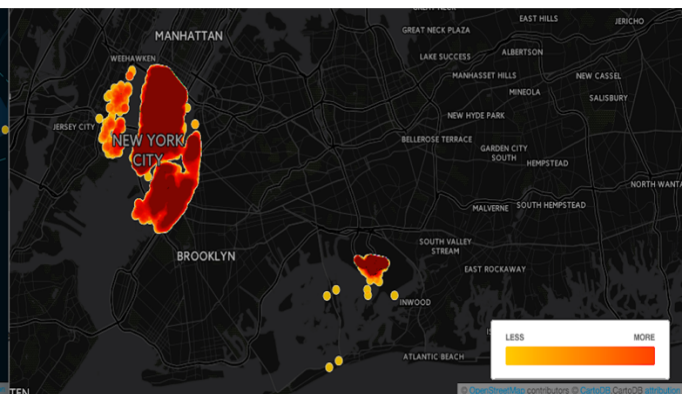 GREAT NECK PLAZA
EAST HILLS
JERICHO
MANHATTAN
WEEHAWKEN
LAKE SUCCESS
ALBERTSON
MANHASSET HILLS
NEW CASSEL
MINEOLA
SALISBURY
JERSEY CITY
NEW YORK
CITY
NEW HYDE PARK
BELLEROSE TERRACE
GARDEN CITY
SOUTH
HEMPSTEAD
NORTH WANTA
MALVERNE
SOUTH HEMPSTEAD
BROOKLYN
SOUTH VALLEY
STREAM
EAST ROCKAWAY
INWOOD
LESS
MORE
ATLANTIC BEACH
TEN
© OpenStreetMap contributors © CartoDB CartoDB attribution